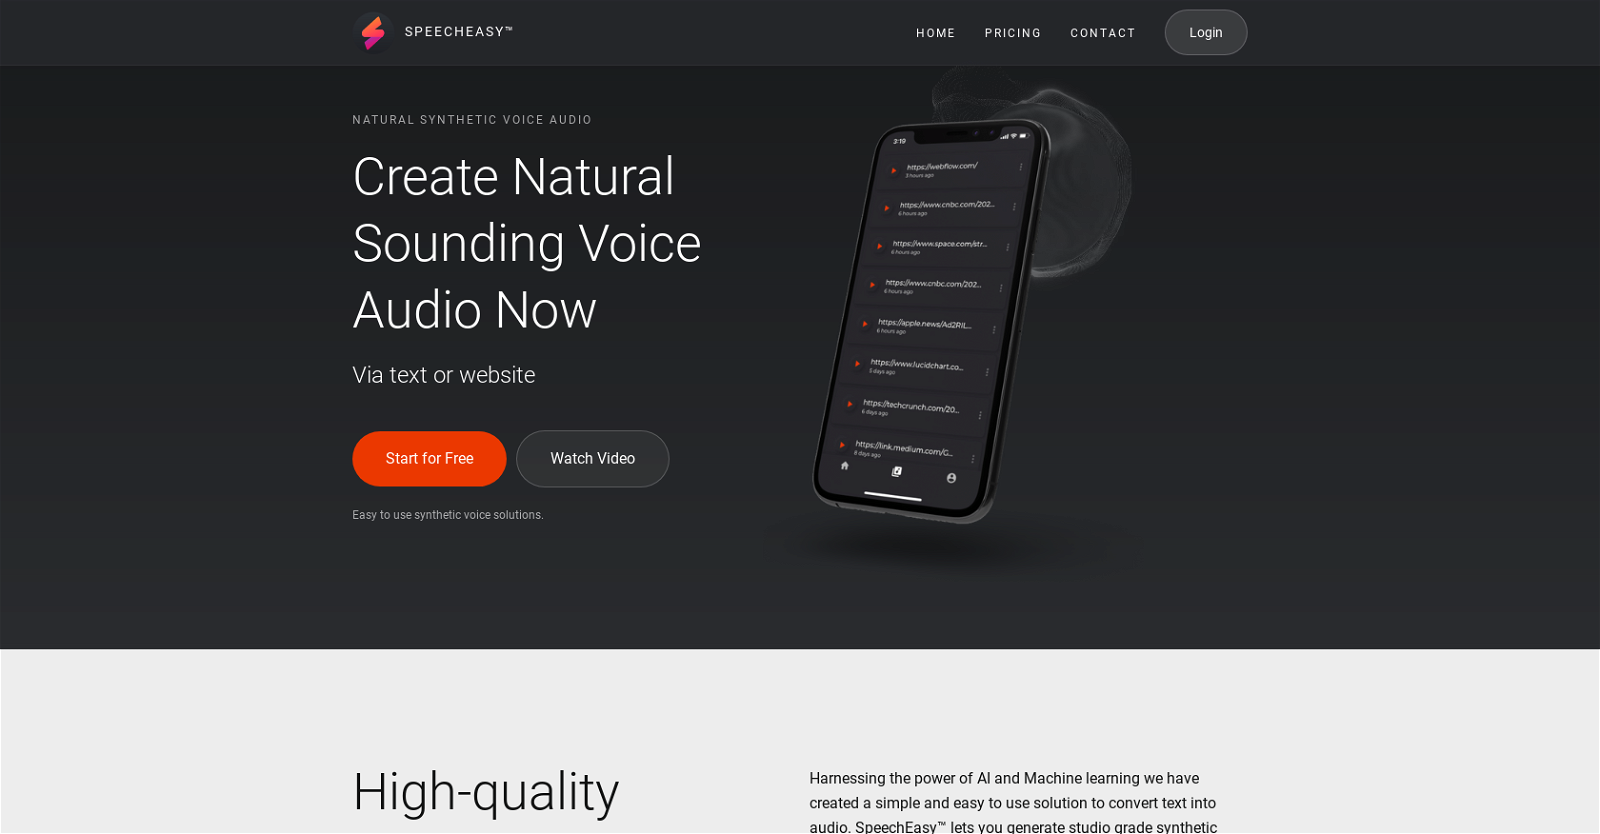 SPEECHEASY™
HOME
PRICING
CONTACT
Login
NATURAL SYNTHETIC VOICE AUDIO
Create Natural
Sounding Voice
Audio Now
Via text or website
Start for Free
Watch Video
Easy to use synthetic voice solutions.
3:19
https://webflow.com/
3 hours ago
https://www.cnbc.com/202...
6 hours ago
https://www.space.com/str...
6 hours ago
https://www.cnbc.com/202...
6 hours ago
https://apple.news/Ad2RIL...
6 hours ago
https://www.lucidchart.co...
5 days ago
https://techcrunch.com/20...
6 days ago
https://link.medium.com/G...
8 days ago
High-quality
Harnessing the power of AI and Machine learning we have
created a simple and easy to use solution to convert text into
audio. SpeechEasy™ lets you generate studio grade synthetic